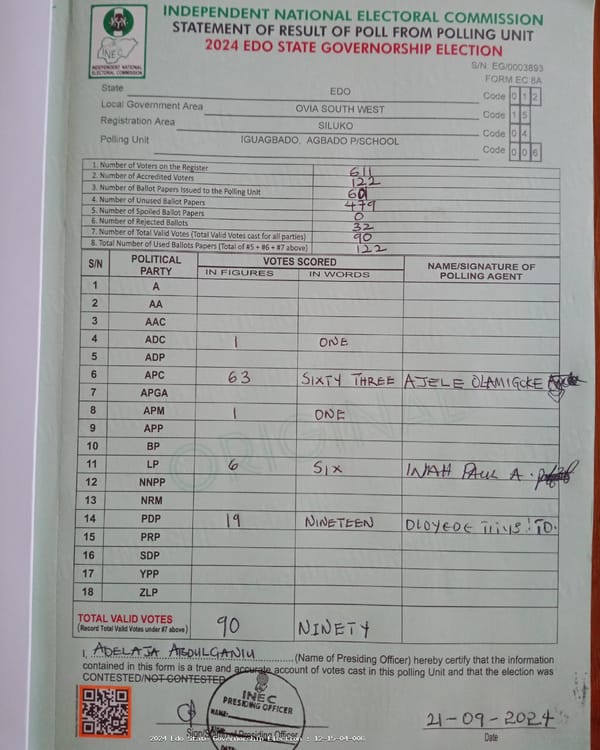 INDEPENDENT NATIONAL ELECTORAL COMMISSION
STATEMENT OF RESULT OF POLL FROM POLLING UNIT
2024 EDO STATE GOVERNORSHIP ELECTION
INEC
INDEPENDENT NATIONAL
ELECTORAL COMMISSION
S/N: EG/0003893
FORM EC 8A
State EDO Code 0 1 2
Local Government Area OVIA SOUTH WEST Code 1 5
Registration Area SILUKO Code 0 4
Polling Unit IGUAGBADO, AGBADO P/SCHOOL Code 0 0 6
1. Number of Voters on the Register 611
2. Number of Accredited Voters 122
3. Number of Ballot Papers Issued to the Polling Unit 601
4. Number of Unused Ballot Papers 479
5. Number of Spoiled Ballot Papers 0
6. Number of Rejected Ballots 32
7. Number of Total Valid Votes (Total Valid Votes cast for all parties) 90
8. Total Number of Used Ballots Papers (Total of #5 + #6 + #7 above) 122
S/N POLITICAL PARTY VOTES SCORED NAME/SIGNATURE OF POLLING AGENT
IN FIGURES IN WORDS
1 A
2 AA
3 AAC
4 ADC 1 ONE
5 ADP
6 APC 63 SIXTY THREE AJELE OLAMIGOKE
7 APGA
8 APM 1 ONE
9 APP
10 BP
11 LP 6 SIX INAH PAUL A.
12 NNPP
13 NRM
14 PDP 19 NINETEEN
15 PRP
16 SDP
17 YPP
18 ZLP
ORIGINAL
TOTAL VALID VOTES 90 NINETY
(Record Total Valid Votes under #7 above)
I, ADELAJA ABDULGANIU (Name of Presiding Officer) hereby certify that the information
contained in this form is a true and accurate account of votes cast in this polling Unit and that the election was
CONTESTED/NOT CONTESTED
INEC
PRESIDING OFFICER
NAME:
21-09-2024
Sign/ Presiding Officer
Date
2024 Edo State Governorship Election : 12-15-04-006